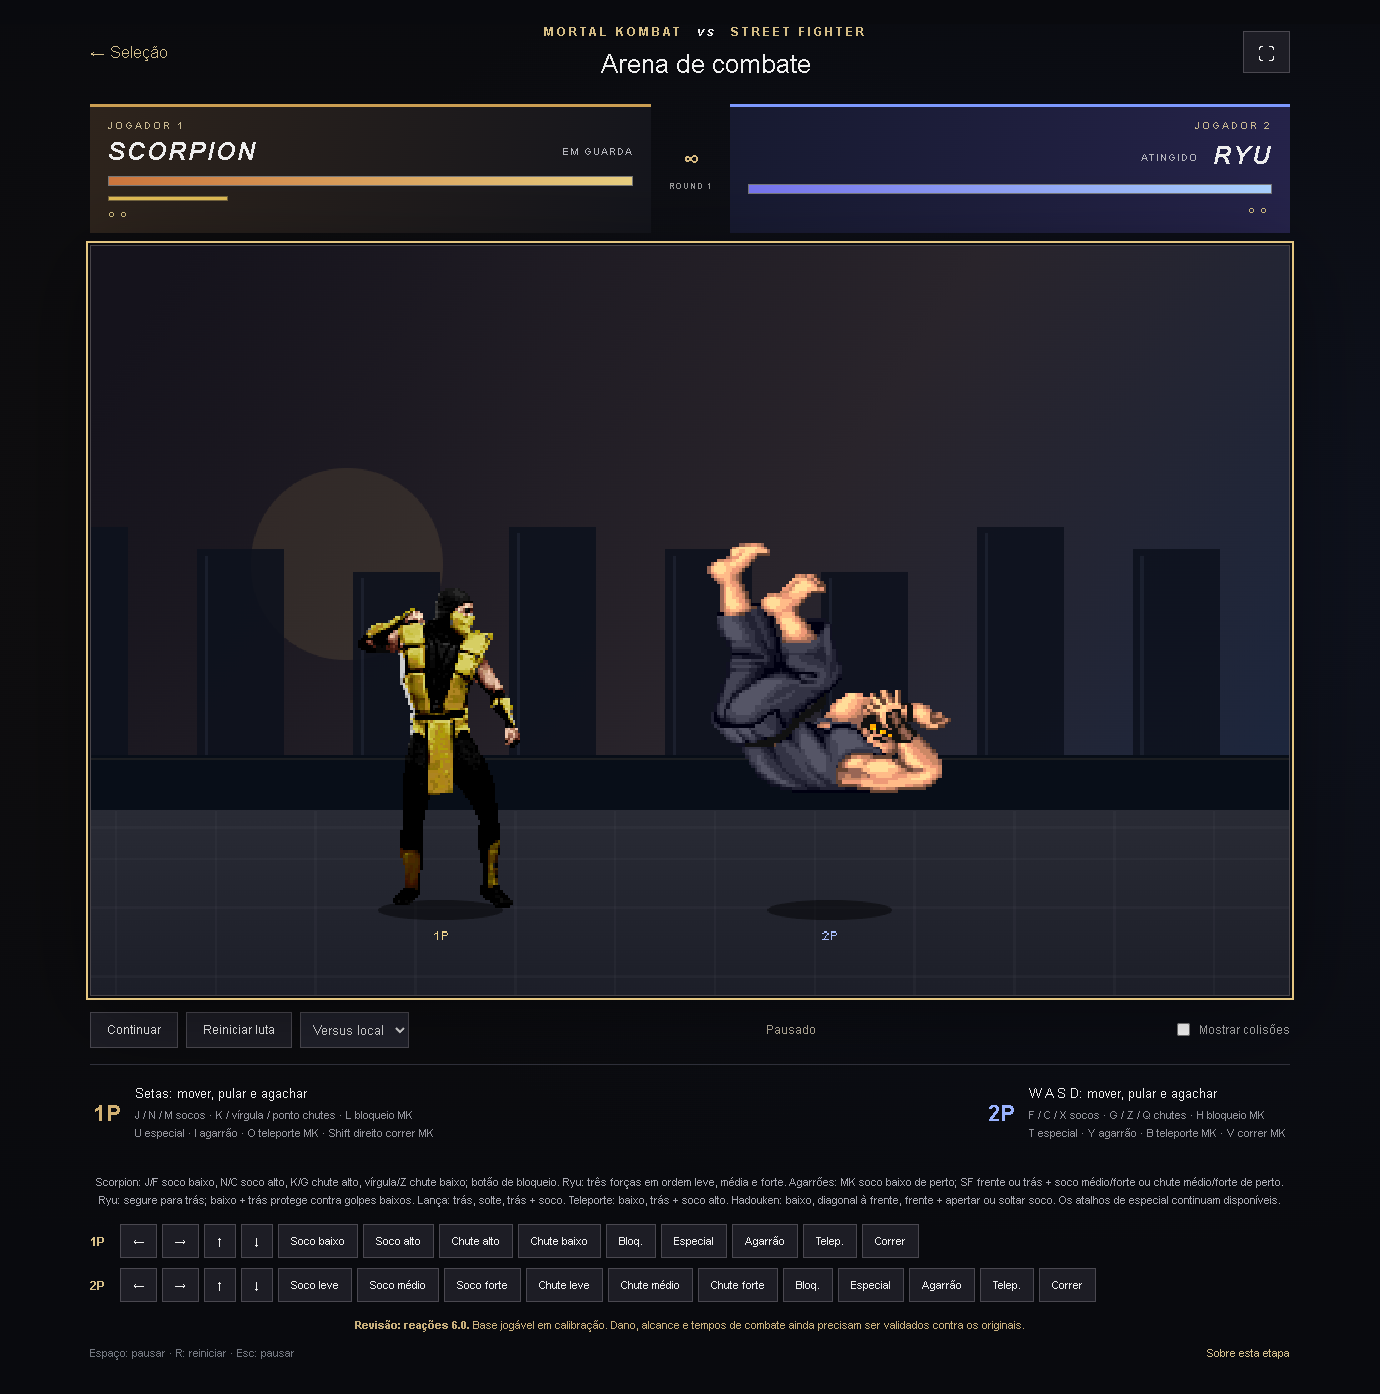 MORTAL KOMBAT VS STREET FIGHTER
← Seleção
Arena de combate
JOGADOR 1
SCORPION
EM GUARDA
∞
ROUND 1
JOGADOR 2
ATINGIDO
RYU
1P
2P
Continuar
Reiniciar luta
Versus local
Pausado
Mostrar colisões
1P
Setas: mover, pular e agachar
J / N / M socos · K / vírgula / ponto chutes · L bloqueio MK
U especial · I agarrão · O teleporte MK · Shift direito correr MK
2P
W A S D: mover, pular e agachar
F / C / X socos · G / Z / Q chutes · H bloqueio MK
T especial · Y agarrão · B teleporte MK · V correr MK
Scorpion: J/F soco baixo, N/C soco alto, K/G chute alto, vírgula/Z chute baixo; botão de bloqueio. Ryu: três forças em ordem leve, média e forte. Agarrões: MK soco baixo de perto; SF frente ou trás + soco médio/forte ou chute médio/forte de perto.
Ryu: segure para trás; baixo + trás protege contra golpes baixos. Lança: trás, solte, trás + soco. Teleporte: baixo, trás + soco alto. Hadouken: baixo, diagonal à frente, frente + apertar ou soltar soco. Os atalhos de especial continuam disponíveis.
1P ← → ↑ ↓ Soco baixo Soco alto Chute alto Chute baixo Bloq. Especial Agarrão Telep. Correr
2P ← → ↑ ↓ Soco leve Soco médio Soco forte Chute leve Chute médio Chute forte Bloq. Especial Agarrão Telep. Correr
Revisão: reações 6.0. Base jogável em calibração. Dano, alcance e tempos de combate ainda precisam ser validados contra os originais.
Espaço: pausar · R: reiniciar · Esc: pausar
Sobre esta etapa